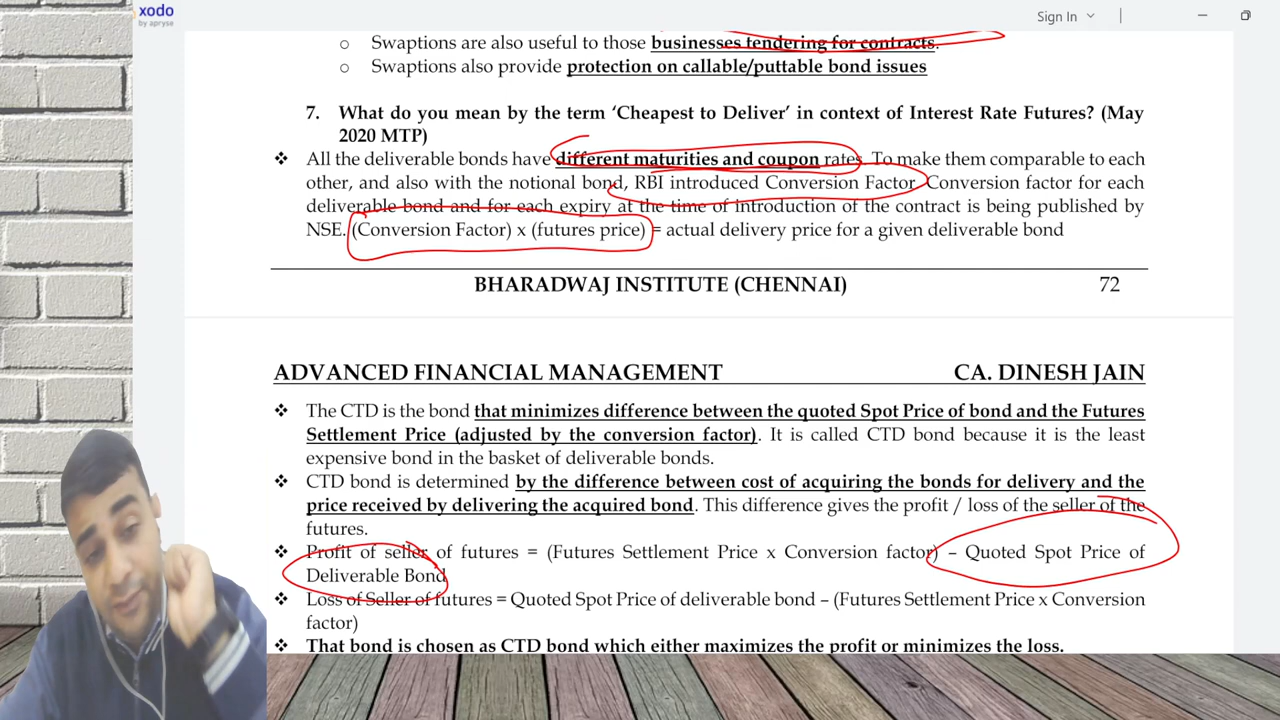 xodo
by apryse
Sign In
o Swaptions are also useful to those businesses tendering for contracts.
o Swaptions also provide protection on callable/puttable bond issues
7. What do you mean by the term ‘Cheapest to Deliver’ in context of Interest Rate Futures? (May
2020 MTP)
❖ All the deliverable bonds have different maturities and coupon rates. To make them comparable to each
other, and also with the notional bond, RBI introduced Conversion Factor. Conversion factor for each
deliverable bond and for each expiry at the time of introduction of the contract is being published by
NSE. (Conversion Factor) x (futures price) = actual delivery price for a given deliverable bond
BHARADWAJ INSTITUTE (CHENNAI) 72
ADVANCED FINANCIAL MANAGEMENT CA. DINESH JAIN
❖ The CTD is the bond that minimizes difference between the quoted Spot Price of bond and the Futures
Settlement Price (adjusted by the conversion factor). It is called CTD bond because it is the least
expensive bond in the basket of deliverable bonds.
❖ CTD bond is determined by the difference between cost of acquiring the bonds for delivery and the
price received by delivering the acquired bond. This difference gives the profit / loss of the seller of the
futures.
❖ Profit of seller of futures = (Futures Settlement Price x Conversion factor) – Quoted Spot Price of
Deliverable Bond
❖ Loss of Seller of futures = Quoted Spot Price of deliverable bond – (Futures Settlement Price x Conversion
factor)
❖ That bond is chosen as CTD bond which either maximizes the profit or minimizes the loss.